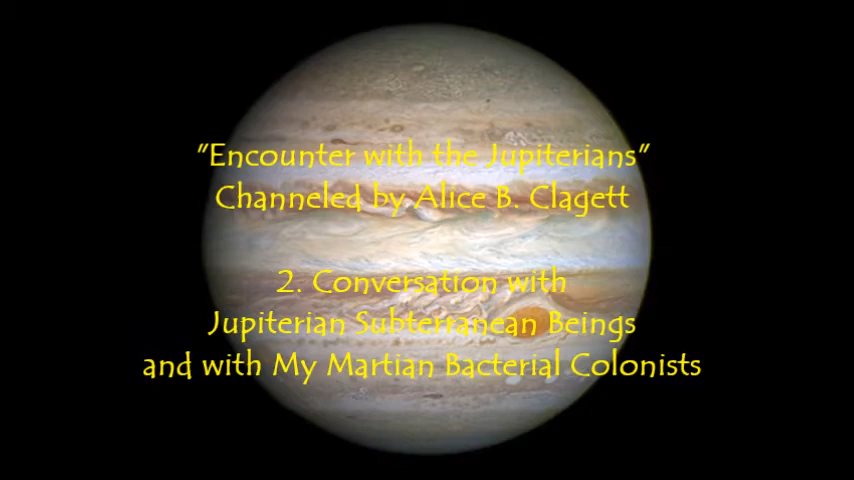 "Encounter with the Jupiterians"
Channeled by Alice B. Clagett
2. Conversation with
Jupiterian Subterranean Beings
and with My Martian Bacterial Colonists